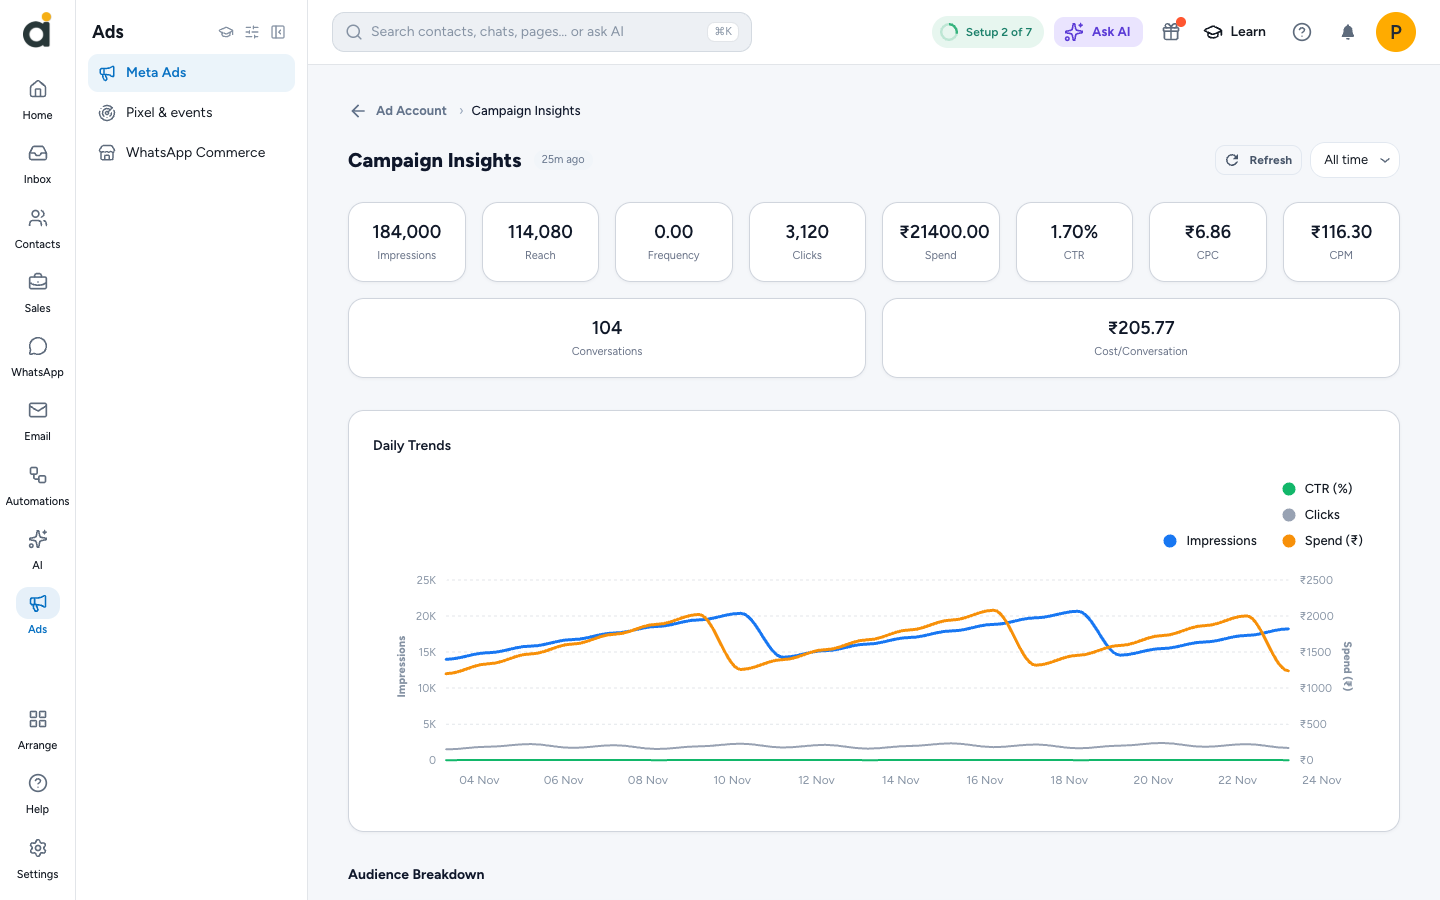 Ads
Search contacts, chats, pages... or ask AI
⌘K
Setup 2 of 7
Ask AI
Learn
P
Home
Inbox
Contacts
Sales
WhatsApp
Email
Automations
AI
Ads
Arrange
Help
Settings
Meta Ads
Pixel & events
WhatsApp Commerce
Ad Account › Campaign Insights
Campaign Insights
25m ago
Refresh
All time
184,000
Impressions
114,080
Reach
0.00
Frequency
3,120
Clicks
₹21400.00
Spend
1.70%
CTR
₹6.86
CPC
₹116.30
CPM
104
Conversations
₹205.77
Cost/Conversation
Daily Trends
CTR (%)
Clicks
Impressions
Spend (₹)
25K
20K
15K
10K
5K
0
Impressions
₹2500
₹2000
₹1500
₹1000
₹500
₹0
Spend (₹)
04 Nov 06 Nov 08 Nov 10 Nov 12 Nov 14 Nov 16 Nov 18 Nov 20 Nov 22 Nov 24 Nov
Audience Breakdown